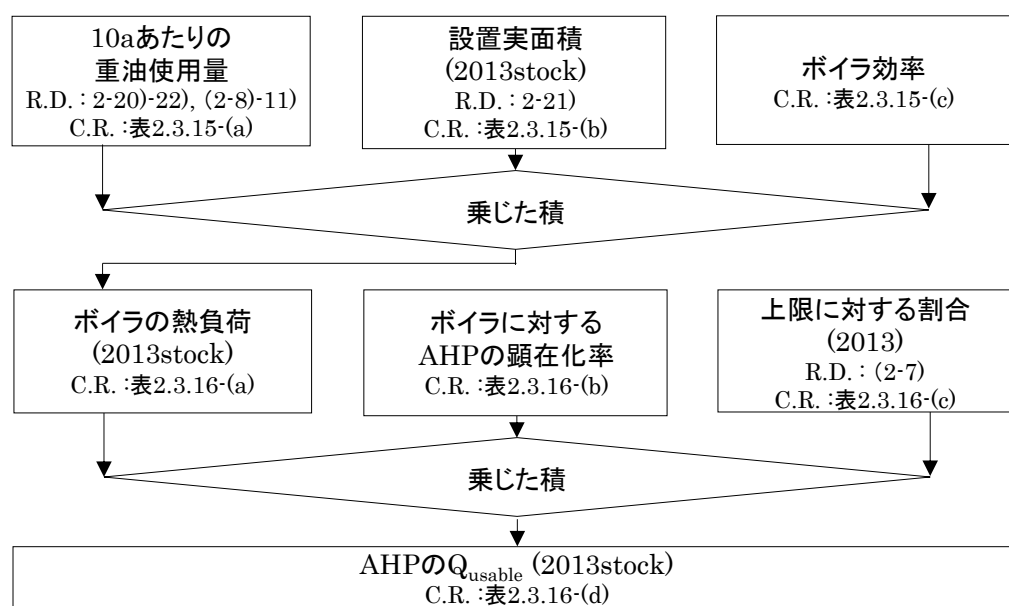 10aあたりの
重油使用量
R.D. : 2-20)-22), (2-8)-11)
C.R. :表2.3.15-(a)
設置実面積
(2013stock)
R.D. : 2-21)
C.R. :表2.3.15-(b)
ボイラ効率
C.R. :表2.3.15-(c)
乗じた積
ボイラの熱負荷
(2013stock)
C.R. :表2.3.16-(a)
ボイラに対する
AHPの顕在化率
C.R. :表2.3.16-(b)
上限に対する割合
(2013)
R.D. : (2-7)
C.R. :表2.3.16-(c)
乗じた積
AHPのQusable (2013stock)
C.R. :表2.3.16-(d)